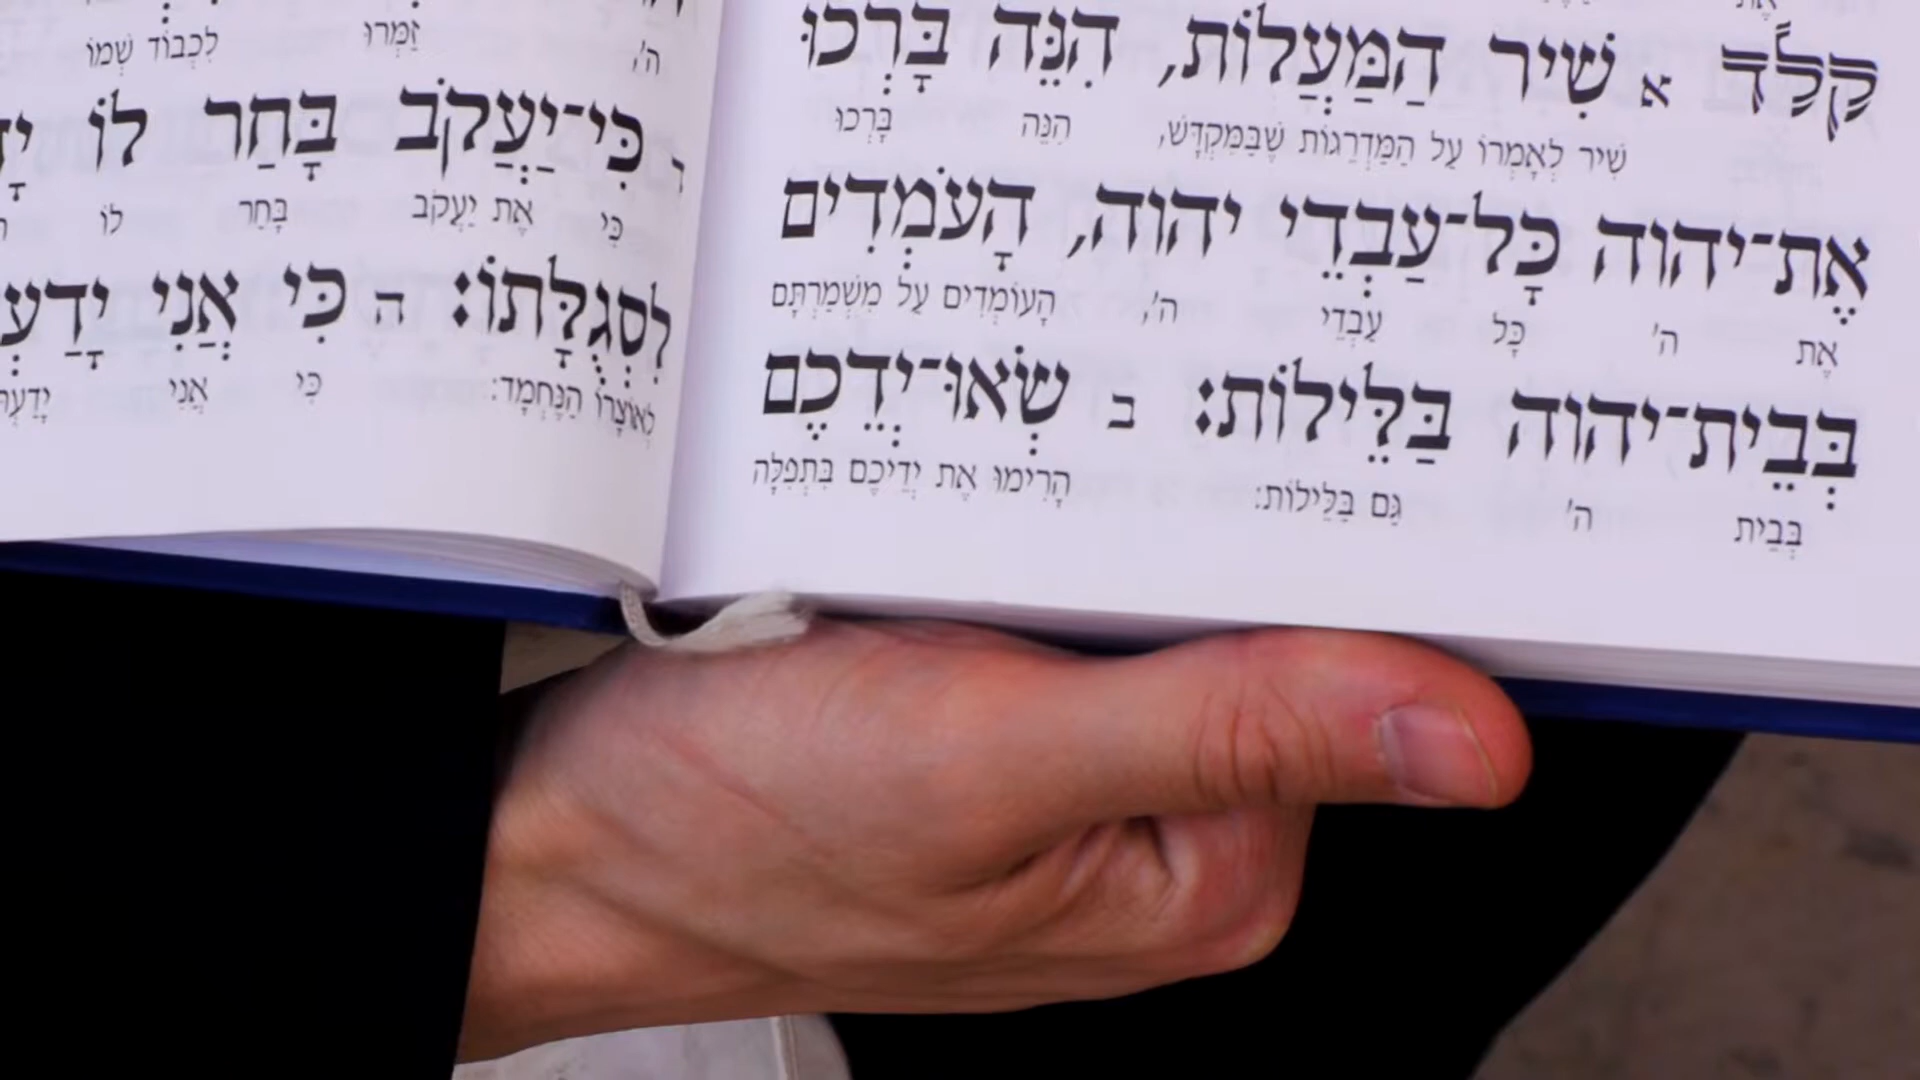 קלד א שִׁיר הַמַּעֲלוֹת, הִנֵּה בָּרְכוּ
שִׁיר לְאָמְרוֹ עַל הַמַּדְרֵגוֹת שֶׁבַּמִּקְדָּשׁ, הִנֵּה בָּרְכוּ
אֶת־יהוה כׇּל־עַבְדֵי יהוה, הָעֹמְדִים
אֶת ה' כׇּל עַבְדֵי ה', הָעוֹמְדִים עַל מִשְׁמַרְתָּם
בְּבֵית־יהוה בַּלֵּילוֹת: ב שְׂאוּ־יְדֵכֶם
בְּבֵית ה' גַּם בַּלֵּילוֹת: הָרִימוּ אֶת יְדֵיכֶם בִּתְפִלָּה
ה', זַמְּרוּ לִכְבוֹד שְׁמוֹ
ד כִּי־יַעֲקֹב בָּחַר לוֹ
כִּי אֶת יַעֲקֹב בָּחַר לוֹ
לִסְגֻלָּתוֹ: ה כִּי אֲנִי
לְאוֹצָרוֹ הַנֶּחְמָד: כִּי אֲנִי